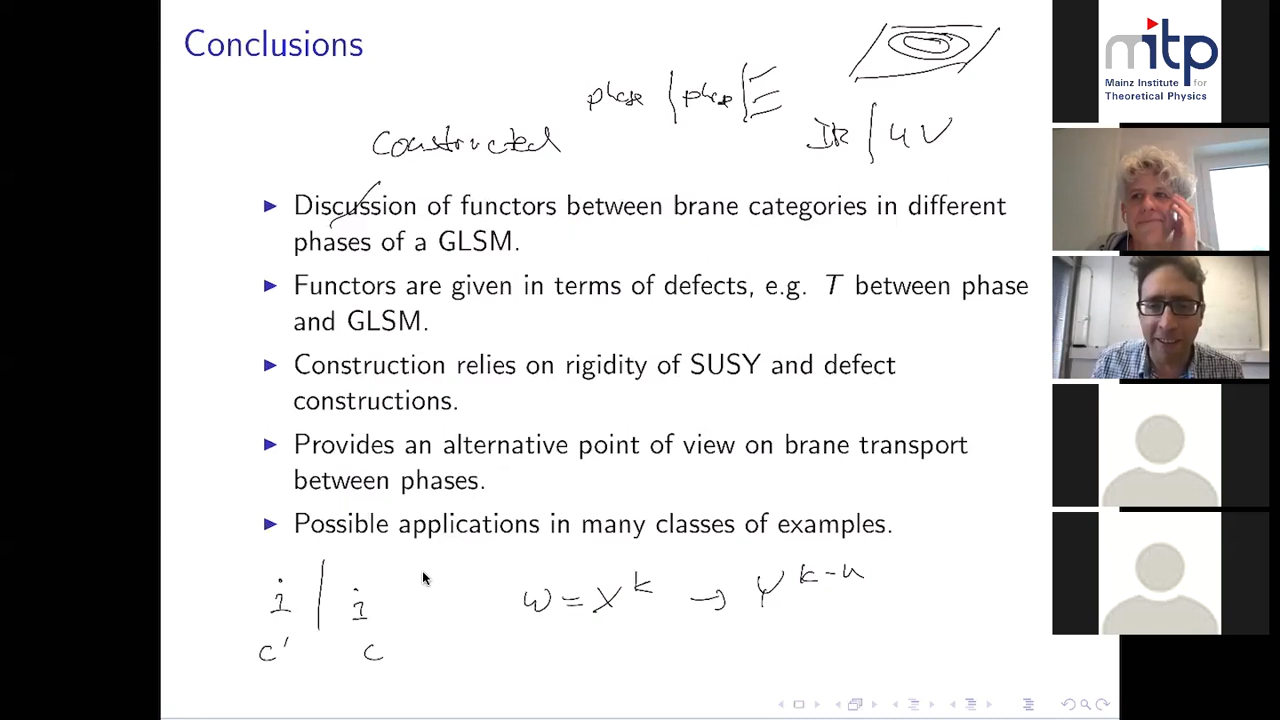 Conclusions
phase | phase |
constructed
IR | UV
Discussion of functors between brane categories in different
phases of a GLSM.
Functors are given in terms of defects, e.g. T between phase
and GLSM.
Construction relies on rigidity of SUSY and defect
constructions.
Provides an alternative point of view on brane transport
between phases.
Possible applications in many classes of examples.
W = X^k → Y^{k-n}
c' c
mitp
Mainz Institute for
Theoretical Physics